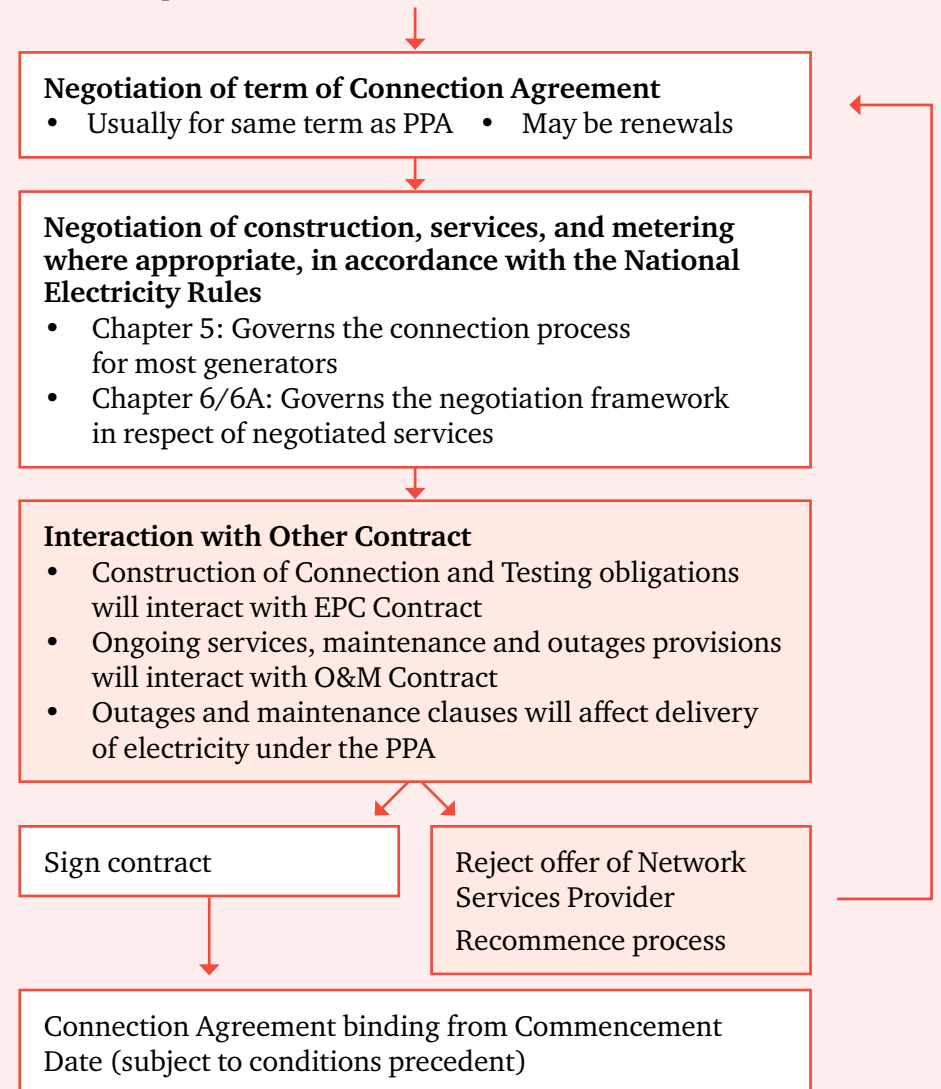 Negotiation of term of Connection Agreement
• Usually for same term as PPA • May be renewals
Negotiation of construction, services, and metering
where appropriate, in accordance with the National
Electricity Rules
• Chapter 5: Governs the connection process
for most generators
• Chapter 6/6A: Governs the negotiation framework
in respect of negotiated services
Interaction with Other Contract
• Construction of Connection and Testing obligations
will interact with EPC Contract
• Ongoing services, maintenance and outages provisions
will interact with O&M Contract
• Outages and maintenance clauses will affect delivery
of electricity under the PPA
Sign contract
Reject offer of Network
Services Provider
Recommence process
Connection Agreement binding from Commencement
Date (subject to conditions precedent)